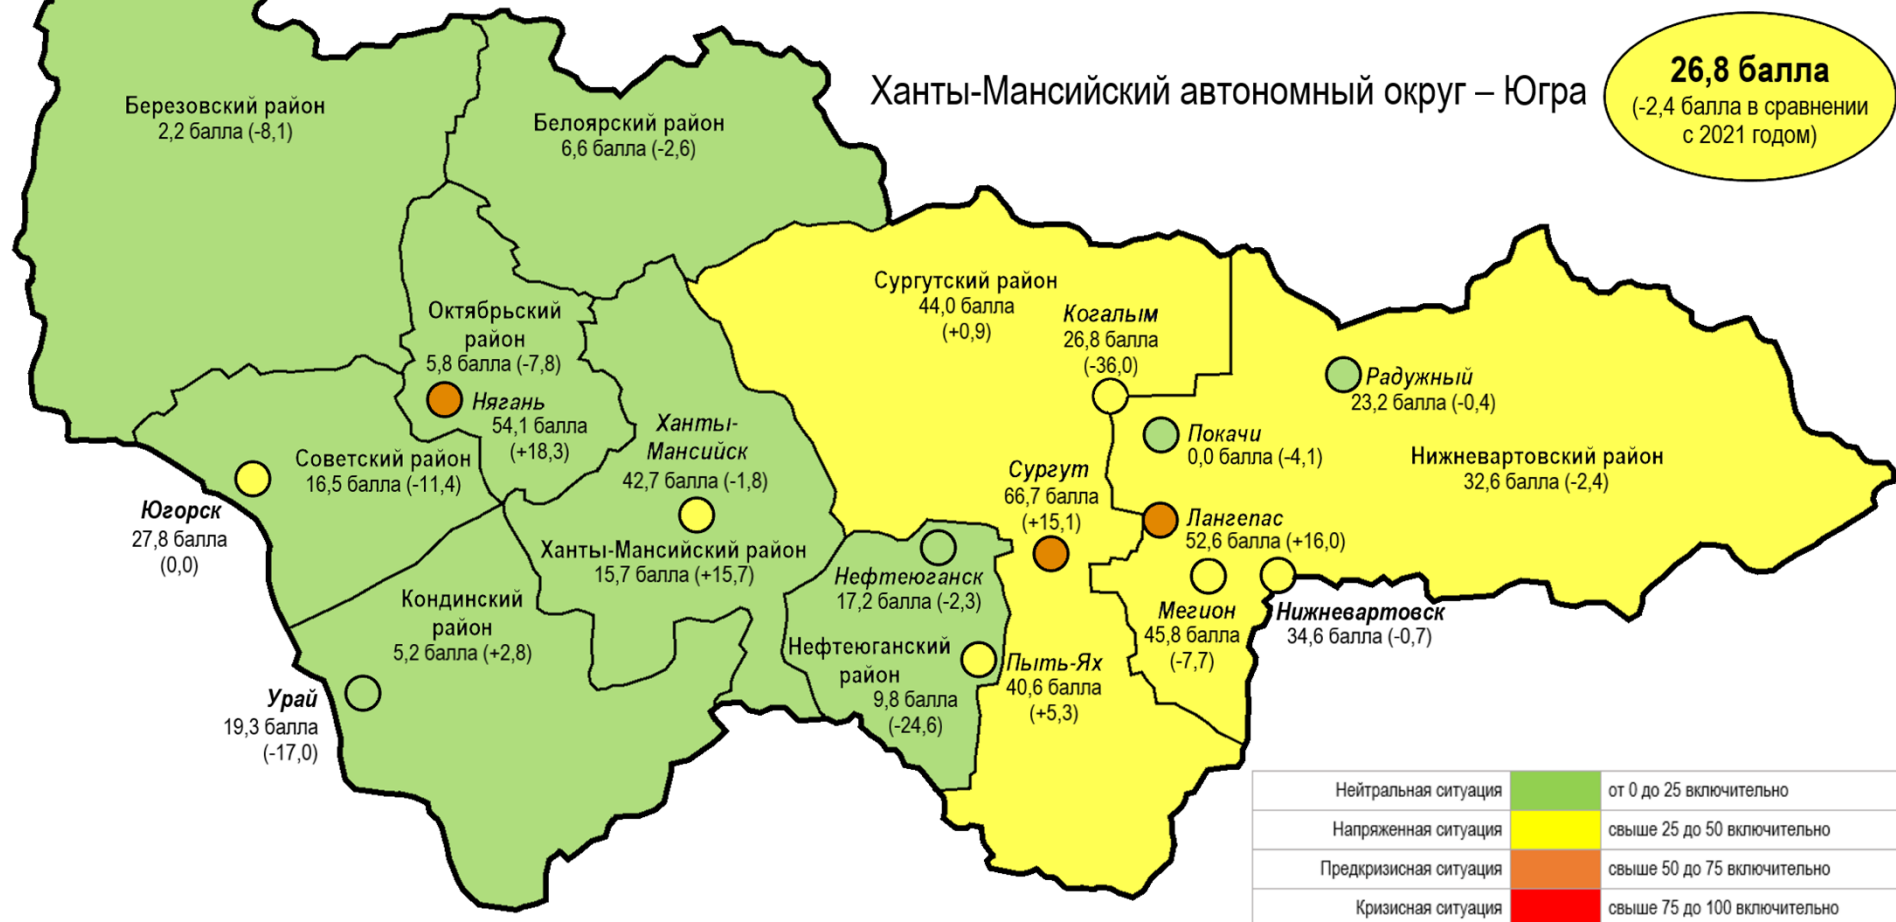 Ханты-Мансийский автономный округ – Югра
26,8 балла
(-2,4 балла в сравнении
с 2021 годом)
Березовский район
2,2 балла (-8,1)
Белоярский район
6,6 балла (-2,6)
Октябрьский
район
5,8 балла (-7,8)
Нягань
54,1 балла
(+18,3)
Советский район
16,5 балла (-11,4)
Югорск
27,8 балла
(0,0)
Ханты-
Мансийск
42,7 балла (-1,8)
Ханты-Мансийский район
15,7 балла (+15,7)
Кондинский
район
5,2 балла (+2,8)
Урай
19,3 балла
(-17,0)
Сургутский район
44,0 балла
(+0,9)
Когалым
26,8 балла
(-36,0)
Сургут
66,7 балла
(+15,1)
Нефтеюганск
17,2 балла (-2,3)
Нефтеюганский
район
9,8 балла
(-24,6)
Пыть-Ях
40,6 балла
(+5,3)
Радужный
23,2 балла (-0,4)
Покачи
0,0 балла (-4,1)
Нижневартовский район
32,6 балла (-2,4)
Лангепас
52,6 балла (+16,0)
Мегион
45,8 балла
(-7,7)
Нижневартовск
34,6 балла (-0,7)
Нейтральная ситуация от 0 до 25 включительно
Напряженная ситуация свыше 25 до 50 включительно
Предкризисная ситуация свыше 50 до 75 включительно
Кризисная ситуация свыше 75 до 100 включительно